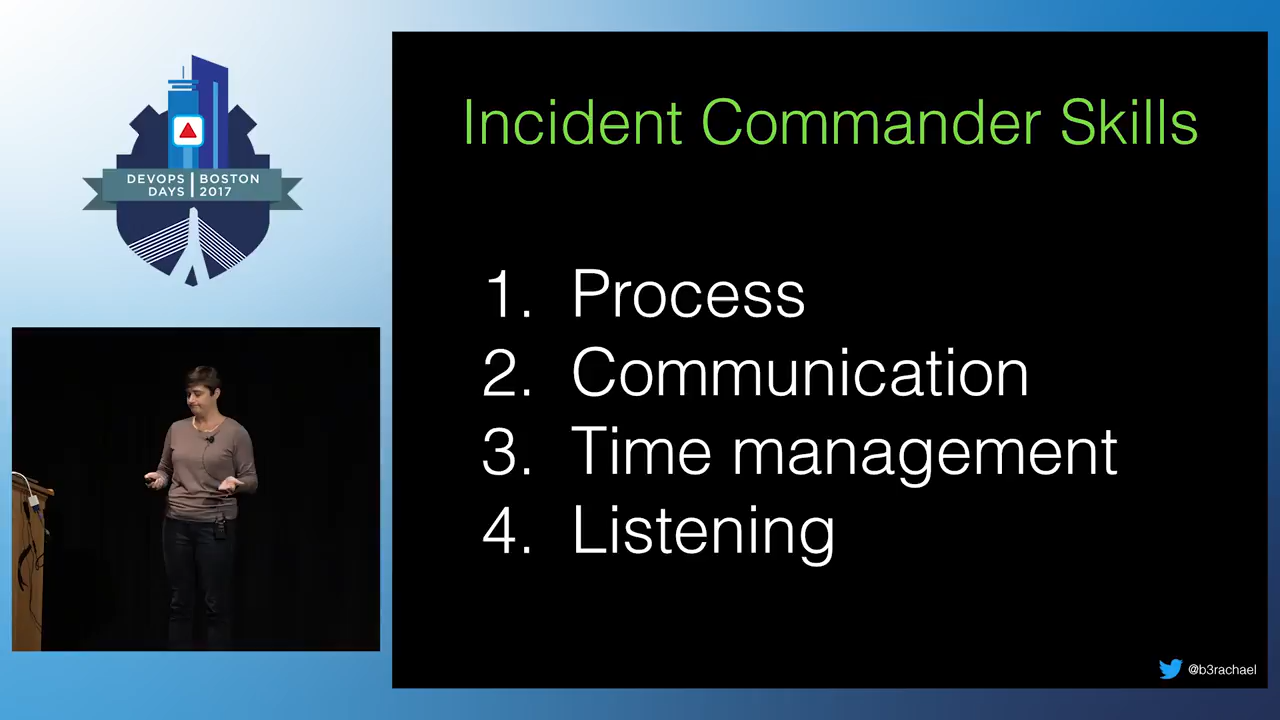 DEVOPS BOSTON
DAYS 2017
Incident Commander Skills
1. Process
2. Communication
3. Time management
4. Listening
@b3rachael